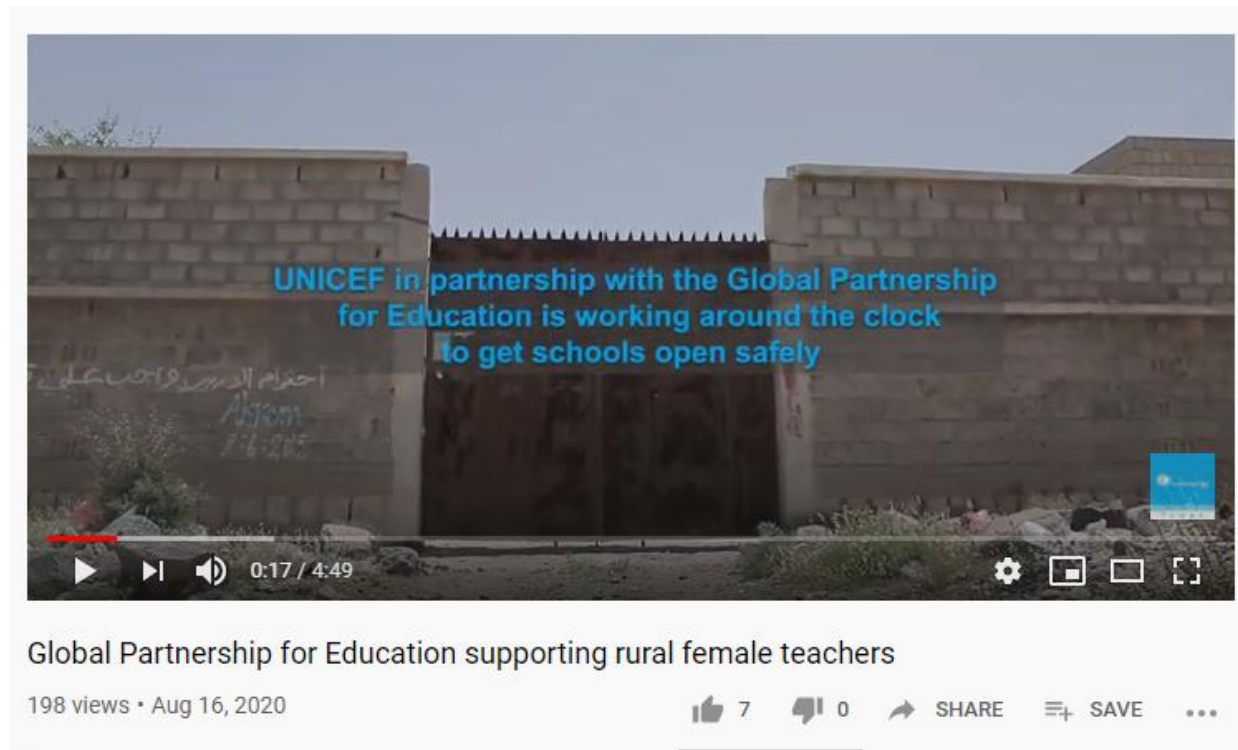 UNICEF in partnership with the Global Partnership
for Education is working around the clock
to get schools open safely
احترام المدرس واجب علي
Akram
0:17 / 4:49
Global Partnership for Education supporting rural female teachers
198 views • Aug 16, 2020
7
0
SHARE
SAVE